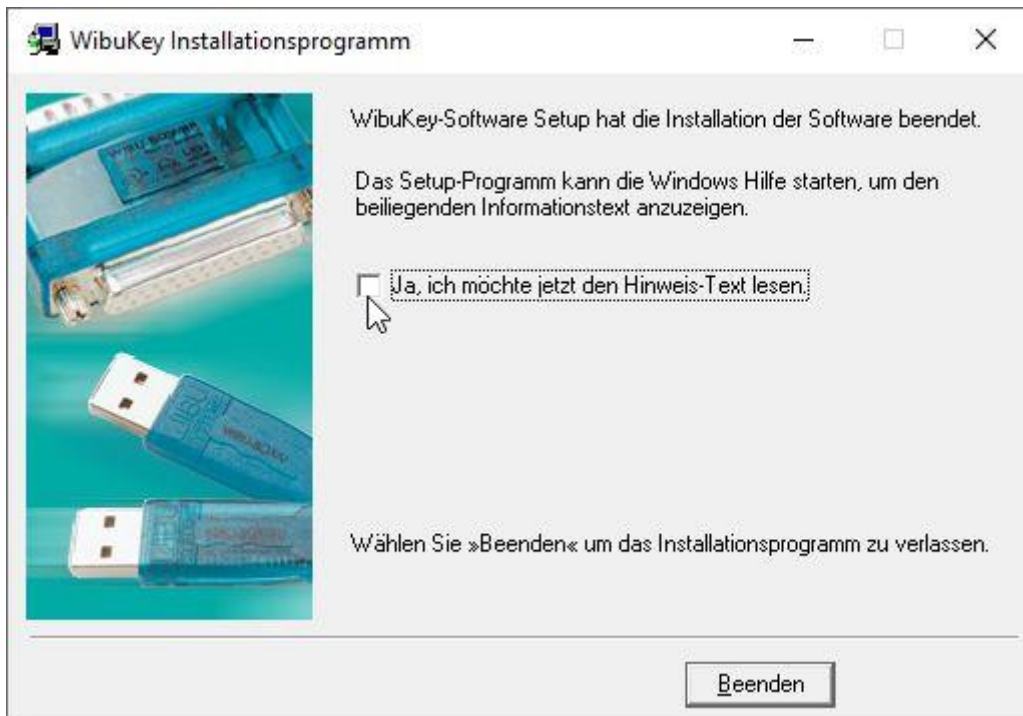 WibuKey Installationsprogramm
WibuKey-Software Setup hat die Installation der Software beendet.
Das Setup-Programm kann die Windows Hilfe starten, um den
beiliegenden Informationstext anzuzeigen.
Ja, ich möchte jetzt den Hinweis-Text lesen.
Wählen Sie »Beenden« um das Installationsprogramm zu verlassen.
Beenden